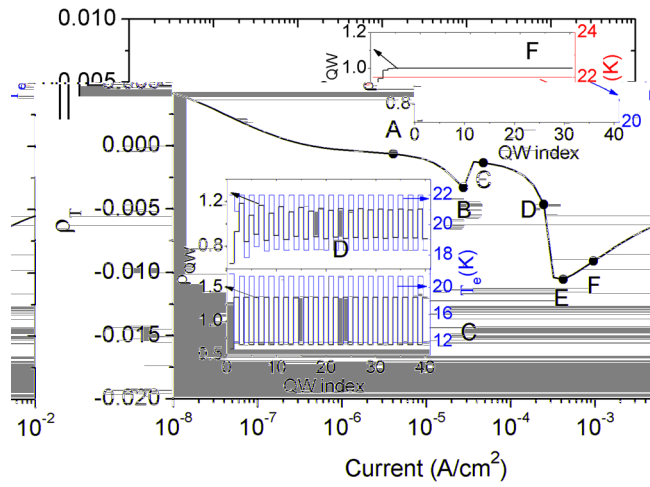 0.010
1.2
24
F
(K)
1.0
22
QW
0.8
20
0 10 20 30 40
QW index
A
0.000
C
B
D
E
F
-0.005
-0.010
-0.015
-0.020
ρT
1.2
1.0
0.8
22
20
18
D
ρQW
Te(K)
1.5
1.0
0.5
20
16
12
C
0 10 20 30 40
QW index
10-2
10-8
10-7
10-6
10-5
10-4
10-3
Current (A/cm2)